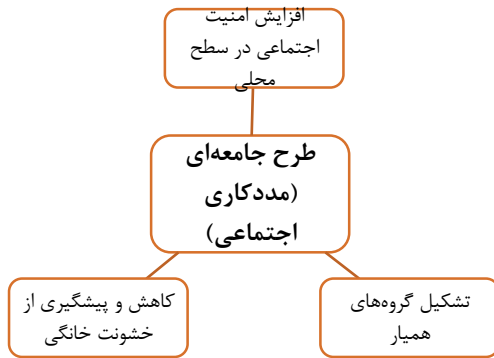 افزایش امنیت
اجتماعی در سطح
محلی
طرح جامعه‌ای
(مددکاری
اجتماعی)
تشکیل گروه‌های
همیار
کاهش و پیشگیری از
خشونت خانگی